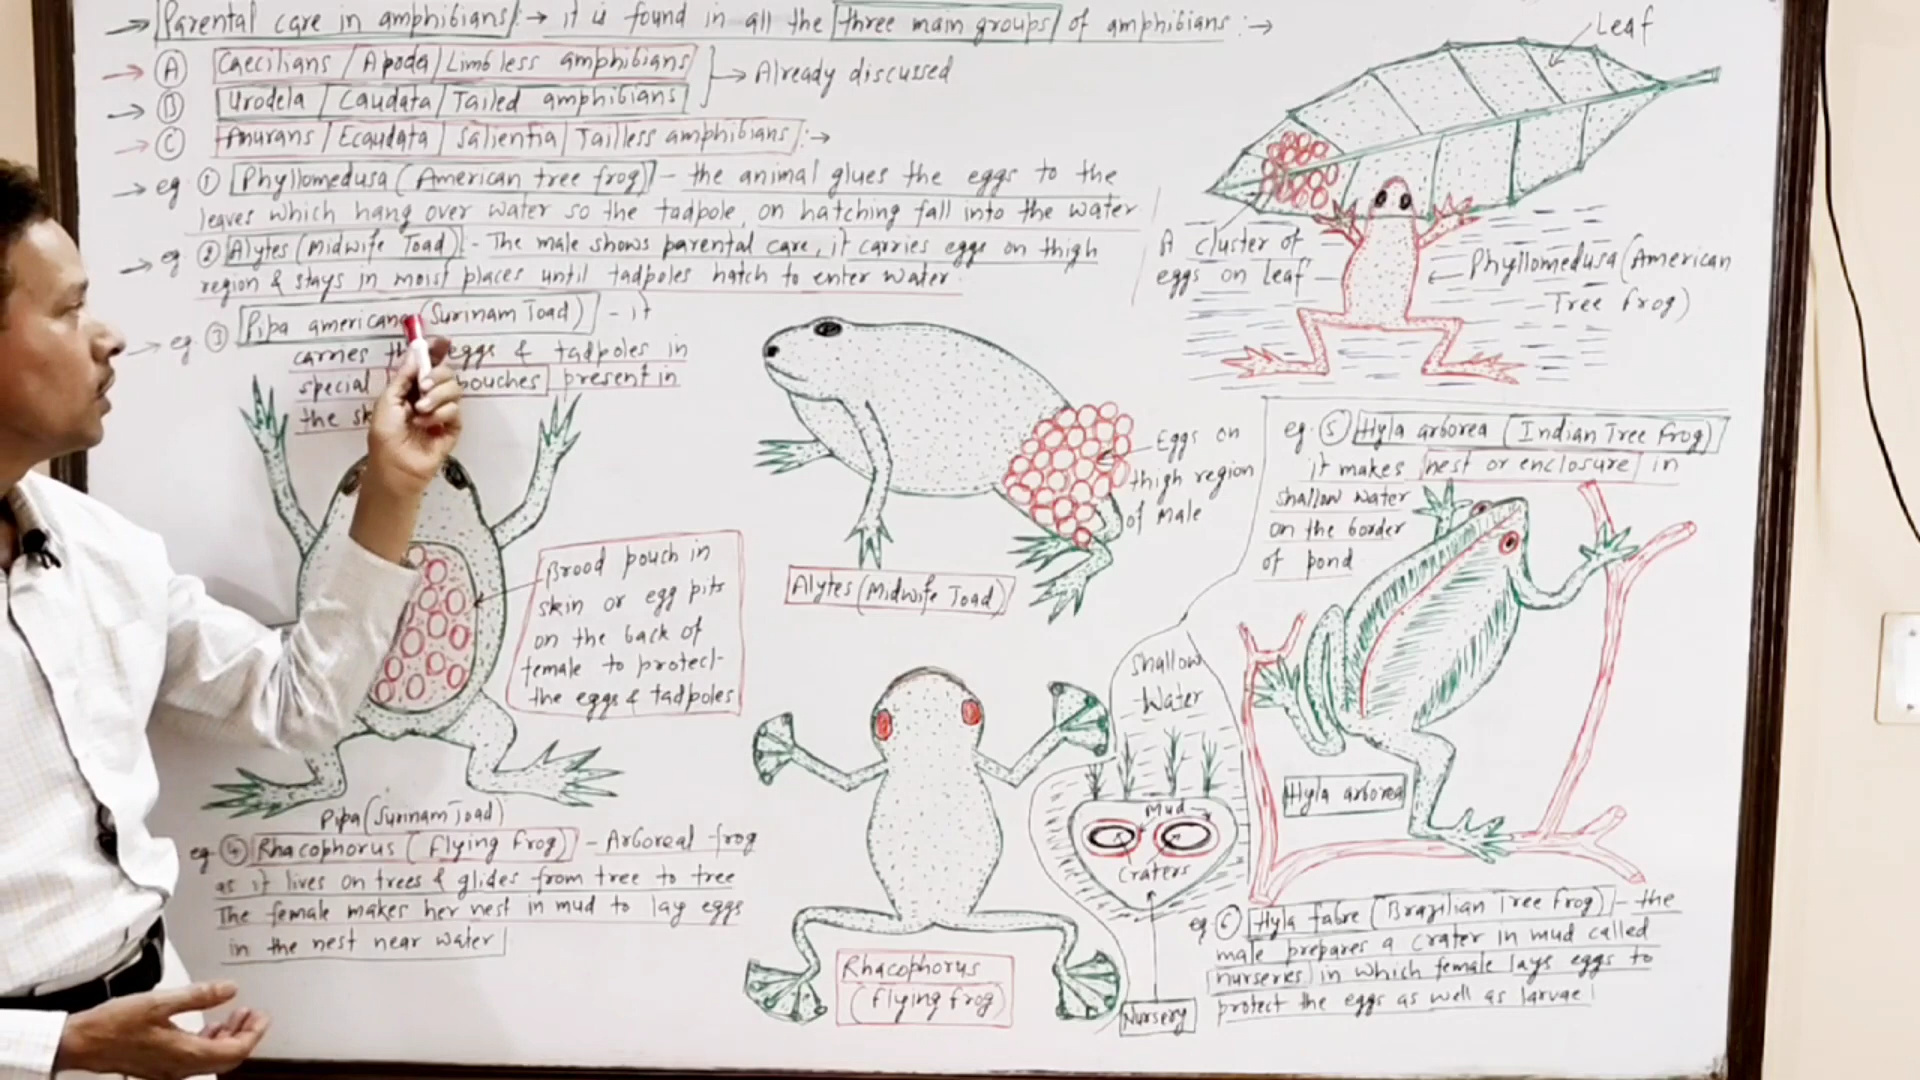 → Parental care in amphibians :→ it is found in all the three main groups of amphibians :→
→ (A) Caecilians / Apoda / Limbless amphibians
→ (B) Urodela / Caudata / Tailed amphibians
→ Already discussed
→ (C) Anurans / Ecaudata / Salientia / Tailless amphibians :→
→ eg ① Phyllomedusa (American tree frog) - the animal glues the eggs to the
leaves which hang over water so the tadpole, on hatching fall into the water
→ eg ② Alytes (Midwife Toad) - The male shows parental care, it carries eggs on thigh
region & stays in moist places until tadpoles hatch to enter water.
→ eg ③ Pipa americana (Surinam Toad) - it
carries eggs & tadpoles in
special pouches present in
the
Brood pouch in
skin or egg pits
on the back of
female to protect
the eggs & tadpoles
Pipa (Surinam Toad)
eg ④ Rhacophorus (Flying Frog) - Arboreal frog
as it lives on trees & glides from tree to tree
The female makes her nest in mud to lay eggs
in the nest near water
Leaf
A cluster of
eggs on leaf
Phyllomedusa (American
Tree frog)
Eggs on
thigh region
of male
Alytes (Midwife Toad)
eg. ⑤ Hyla arborea (Indian Tree Frog)
it makes nest or enclosure in
shallow water
on the border
of pond
Hyla arborea
Shallow
Water
Mud
Craters
Nursery
Rhacophorus
(Flying frog)
eg ⑥ Hyla fabre (Brazilian Tree Frog) - the
male prepares a crater in mud called
nurseries in which female lays eggs to
protect the eggs as well as larvae